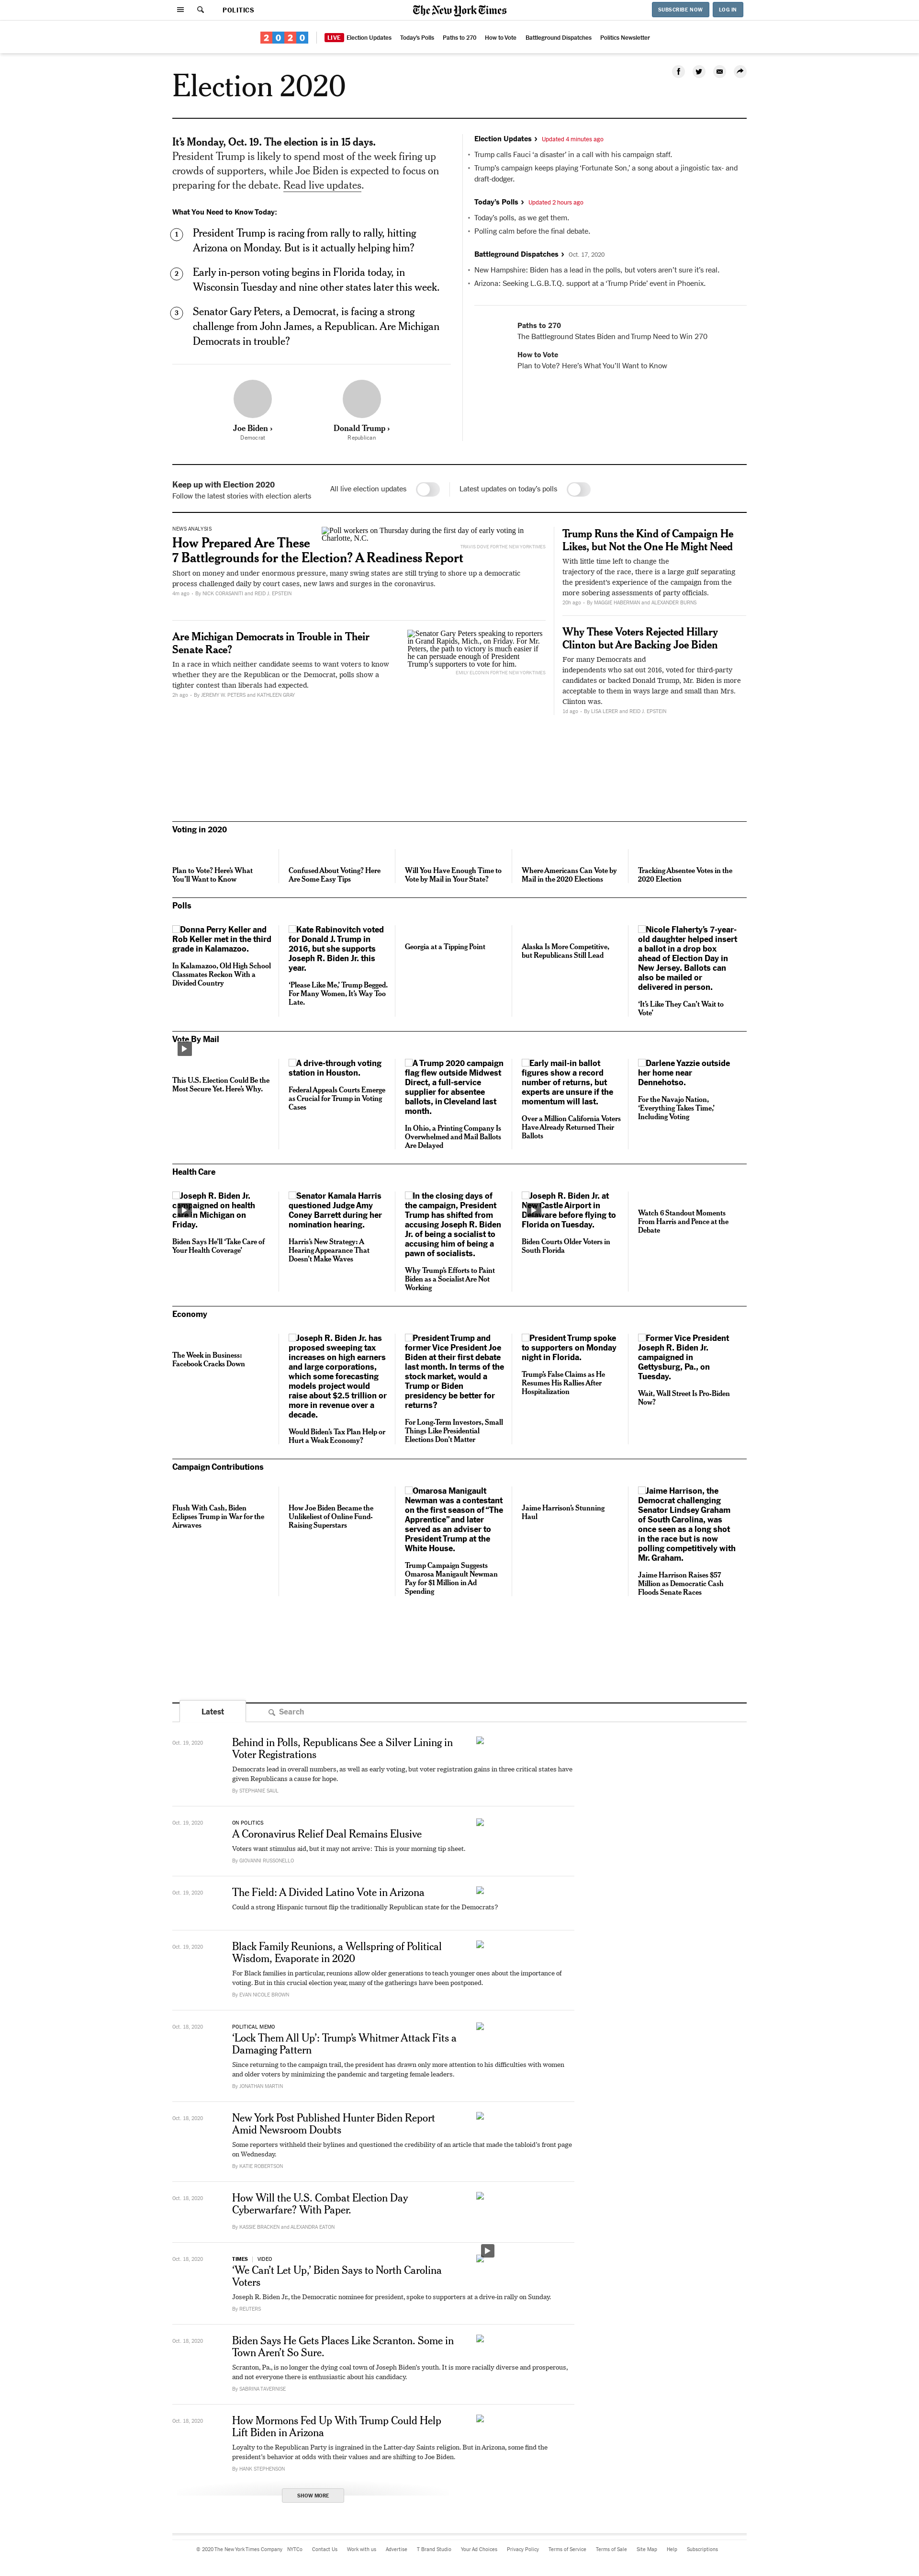 POLITICS
The New York Times
SUBSCRIBE NOW
LOG IN
2020
LIVE Election Updates
Today's Polls
Paths to 270
How to Vote
Battleground Dispatches
Politics Newsletter
Election 2020
It's Monday, Oct. 19. The election is in 15 days.
President Trump is likely to spend most of the week firing up
crowds of supporters, while Joe Biden is expected to focus on
preparing for the debate. Read live updates.
What You Need to Know Today:
1
President Trump is racing from rally to rally, hitting
Arizona on Monday. But is it actually helping him?
2
Early in-person voting begins in Florida today, in
Wisconsin Tuesday and nine other states later this week.
3
Senator Gary Peters, a Democrat, is facing a strong
challenge from John James, a Republican. Are Michigan
Democrats in trouble?
Joe Biden ›
Democrat
Donald Trump ›
Republican
Election Updates › Updated 4 minutes ago
• Trump calls Fauci 'a disaster' in a call with his campaign staff.
• Trump's campaign keeps playing 'Fortunate Son,' a song about a jingoistic tax- and
draft-dodger.
Today's Polls › Updated 2 hours ago
• Today's polls, as we get them.
• Polling calm before the final debate.
Battleground Dispatches › Oct. 17, 2020
• New Hampshire: Biden has a lead in the polls, but voters aren't sure it's real.
• Arizona: Seeking L.G.B.T.Q. support at a 'Trump Pride' event in Phoenix.
Paths to 270
The Battleground States Biden and Trump Need to Win 270
How to Vote
Plan to Vote? Here's What You'll Want to Know
Keep up with Election 2020
Follow the latest stories with election alerts
All live election updates
Latest updates on today's polls
NEWS ANALYSIS
How Prepared Are These
7 Battlegrounds for the Election? A Readiness Report
Short on money and under enormous pressure, many swing states are still trying to shore up a democratic
process challenged daily by court cases, new laws and surges in the coronavirus.
4m ago – By NICK CORASANITI and REID J. EPSTEIN
Poll workers on Thursday during the first day of early voting in
Charlotte, N.C.
TRAVIS DOVE FOR THE NEW YORK TIMES
Are Michigan Democrats in Trouble in Their
Senate Race?
In a race in which neither candidate seems to want voters to know
whether they are the Republican or the Democrat, polls show a
tighter contest than liberals had expected.
2h ago – By JEREMY W. PETERS and KATHLEEN GRAY
Senator Gary Peters speaking to reporters
in Grand Rapids, Mich., on Friday. For Mr.
Peters, the path to victory is much easier if
he can persuade enough of President
Trump's supporters to vote for him.
EMILY ELCONIN FOR THE NEW YORK TIMES
Trump Runs the Kind of Campaign He
Likes, but Not the One He Might Need
With little time left to change the
trajectory of the race, there is a large gulf separating
the president's experience of the campaign from the
more sobering assessments of party officials.
20h ago – By MAGGIE HABERMAN and ALEXANDER BURNS
Why These Voters Rejected Hillary
Clinton but Are Backing Joe Biden
For many Democrats and
independents who sat out 2016, voted for third-party
candidates or backed Donald Trump, Mr. Biden is more
acceptable to them in ways large and small than Mrs.
Clinton was.
1d ago – By LISA LERER and REID J. EPSTEIN
Voting in 2020
Plan to Vote? Here's What
You'll Want to Know
Confused About Voting? Here
Are Some Easy Tips
Will You Have Enough Time to
Vote by Mail in Your State?
Where Americans Can Vote by
Mail in the 2020 Elections
Tracking Absentee Votes in the
2020 Election
Polls
Donna Perry Keller and
Rob Keller met in the third
grade in Kalamazoo.
In Kalamazoo, Old High School
Classmates Reckon With a
Divided Country
Kate Rabinovitch voted
for Donald J. Trump in
2016, but she supports
Joseph R. Biden Jr. this
year.
'Please Like Me,' Trump Begged.
For Many Women, It's Way Too
Late.
Georgia at a Tipping Point
Alaska Is More Competitive,
but Republicans Still Lead
Nicole Flaherty's 7-year-
old daughter helped insert
a ballot in a drop box
ahead of Election Day in
New Jersey. Ballots can
also be mailed or
delivered in person.
'It's Like They Can't Wait to
Vote'
Vote By Mail
This U.S. Election Could Be the
Most Secure Yet. Here's Why.
A drive-through voting
station in Houston.
Federal Appeals Courts Emerge
as Crucial for Trump in Voting
Cases
A Trump 2020 campaign
flag flew outside Midwest
Direct, a full-service
supplier for absentee
ballots, in Cleveland last
month.
In Ohio, a Printing Company Is
Overwhelmed and Mail Ballots
Are Delayed
Early mail-in ballot
figures show a record
number of returns, but
experts are unsure if the
momentum will last.
Over a Million California Voters
Have Already Returned Their
Ballots
Darlene Yazzie outside
her home near
Dennehotso.
For the Navajo Nation,
'Everything Takes Time,'
Including Voting
Health Care
Joseph R. Biden Jr.
campaigned on health
care in Michigan on
Friday.
Biden Says He'll 'Take Care of
Your Health Coverage'
Senator Kamala Harris
questioned Judge Amy
Coney Barrett during her
nomination hearing.
Harris's New Strategy: A
Hearing Appearance That
Doesn't Make Waves
In the closing days of
the campaign, President
Trump has shifted from
accusing Joseph R. Biden
Jr. of being a socialist to
accusing him of being a
pawn of socialists.
Why Trump's Efforts to Paint
Biden as a Socialist Are Not
Working
Joseph R. Biden Jr. at
New Castle Airport in
Delaware before flying to
Florida on Tuesday.
Biden Courts Older Voters in
South Florida
Watch 6 Standout Moments
From Harris and Pence at the
Debate
Economy
The Week in Business:
Facebook Cracks Down
Joseph R. Biden Jr. has
proposed sweeping tax
increases on high earners
and large corporations,
which some forecasting
models project would
raise about $2.5 trillion or
more in revenue over a
decade.
Would Biden's Tax Plan Help or
Hurt a Weak Economy?
President Trump and
former Vice President Joe
Biden at their first debate
last month. In terms of the
stock market, would a
Trump or Biden
presidency be better for
returns?
For Long-Term Investors, Small
Things Like Presidential
Elections Don't Matter
President Trump spoke
to supporters on Monday
night in Florida.
Trump's False Claims as He
Resumes His Rallies After
Hospitalization
Former Vice President
Joseph R. Biden Jr.
campaigned in
Gettysburg, Pa., on
Tuesday.
Wait, Wall Street Is Pro-Biden
Now?
Campaign Contributions
Flush With Cash, Biden
Eclipses Trump in War for the
Airwaves
How Joe Biden Became the
Unlikeliest of Online Fund-
Raising Superstars
Omarosa Manigault
Newman was a contestant
on the first season of "The
Apprentice" and later
served as an adviser to
President Trump at the
White House.
Trump Campaign Suggests
Omarosa Manigault Newman
Pay for $1 Million in Ad
Spending
Jaime Harrison's Stunning
Haul
Jaime Harrison, the
Democrat challenging
Senator Lindsey Graham
of South Carolina, was
once seen as a long shot
in the race but is now
polling competitively with
Mr. Graham.
Jaime Harrison Raises $57
Million as Democratic Cash
Floods Senate Races
Latest
Search
Oct. 19, 2020
Behind in Polls, Republicans See a Silver Lining in
Voter Registrations
Democrats lead in overall numbers, as well as early voting, but voter registration gains in three critical states have
given Republicans a cause for hope.
By STEPHANIE SAUL
Oct. 19, 2020
ON POLITICS
A Coronavirus Relief Deal Remains Elusive
Voters want stimulus aid, but it may not arrive: This is your morning tip sheet.
By GIOVANNI RUSSONELLO
Oct. 19, 2020
The Field: A Divided Latino Vote in Arizona
Could a strong Hispanic turnout flip the traditionally Republican state for the Democrats?
Oct. 19, 2020
Black Family Reunions, a Wellspring of Political
Wisdom, Evaporate in 2020
For Black families in particular, reunions allow older generations to teach younger ones about the importance of
voting. But in this crucial election year, many of the gatherings have been postponed.
By EVAN NICOLE BROWN
Oct. 19, 2020
POLITICAL MEMO
'Lock Them All Up': Trump's Whitmer Attack Fits a
Damaging Pattern
Since returning to the campaign trail, the president has drawn only more attention to his difficulties with women
and older voters by minimizing the pandemic and targeting female leaders.
By JONATHAN MARTIN
Oct. 18, 2020
New York Post Published Hunter Biden Report
Amid Newsroom Doubts
Some reporters withheld their bylines and questioned the credibility of an article that made the tabloid's front page
on Wednesday.
By KATIE ROBERTSON
Oct. 18, 2020
How Will the U.S. Combat Election Day
Cyberwarfare? With Paper.
By KASSIE BRACKEN and ALEXANDRA EATON
Oct. 18, 2020
TIMES | VIDEO
'We Can't Let Up,' Biden Says to North Carolina
Voters
Joseph R. Biden Jr., the Democratic nominee for president, spoke to supporters at a drive-in rally on Sunday.
By REUTERS
Oct. 18, 2020
Biden Says He Gets Places Like Scranton. Some in
Town Aren't So Sure.
Scranton, Pa., is no longer the dying coal town of Joseph Biden's youth. It is more racially diverse and prosperous,
and not everyone there is enthusiastic about his candidacy.
By SABRINA TAVERNISE
Oct. 18, 2020
How Mormons Fed Up With Trump Could Help
Lift Biden in Arizona
Loyalty to the Republican Party is ingrained in the Latter-day Saints religion. But in Arizona, some find the
president's behavior at odds with their values and are shifting to Joe Biden.
By HANK STEPHENSON
SHOW MORE
© 2020 The New York Times Company
NYTCo
Contact Us
Work with us
Advertise
T Brand Studio
Your Ad Choices
Privacy Policy
Terms of Service
Terms of Sale
Site Map
Help
Subscriptions